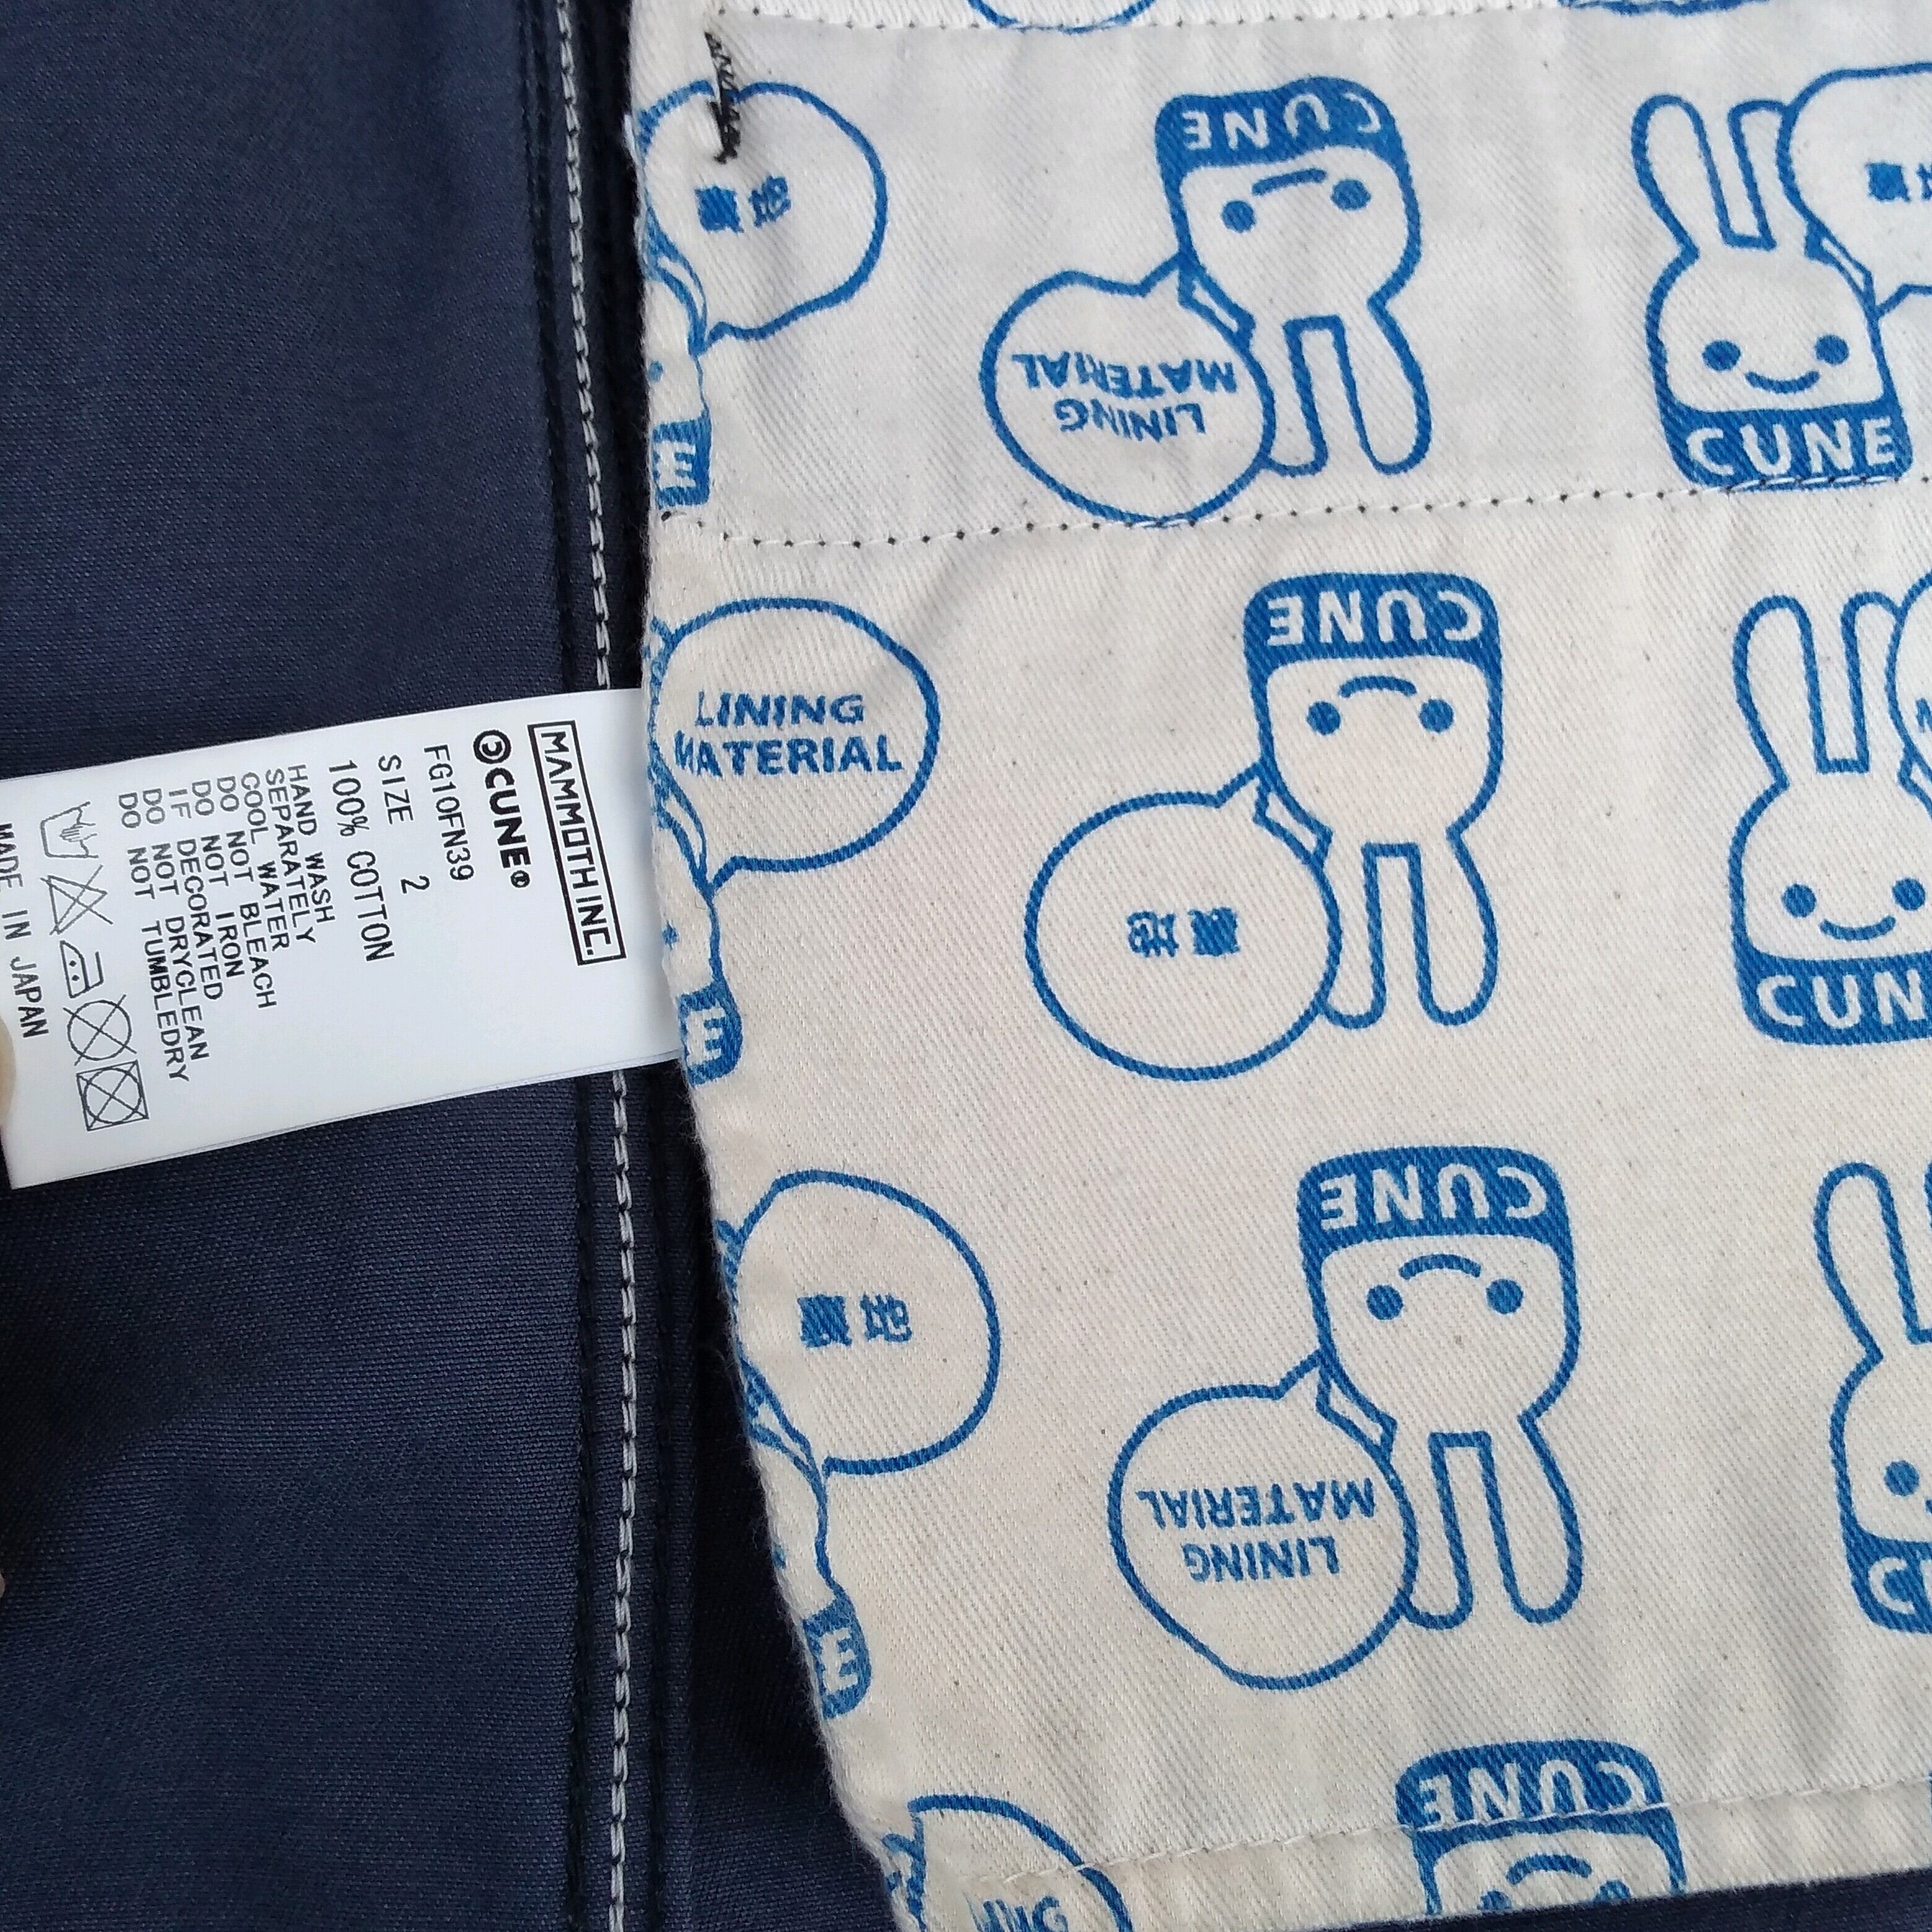 MAMMOTH INC.
©CUNE®
FG10FN39
SIZE 2
100% COTTON
HAND WASH
SEPARATELY
COOL WATER
DO NOT BLEACH
DO NOT IRON
IF DECORATED
DO NOT DRYCLEAN
DO NOT TUMBLEDRY
MADE IN JAPAN
裏地
CUNE
LINING
MATERIAL
CUNE
E
LINING
MATERIAL
CUNE
裏地
CUN
E
裏地
CUNE
LINING
MATERIAL
E
CUNE